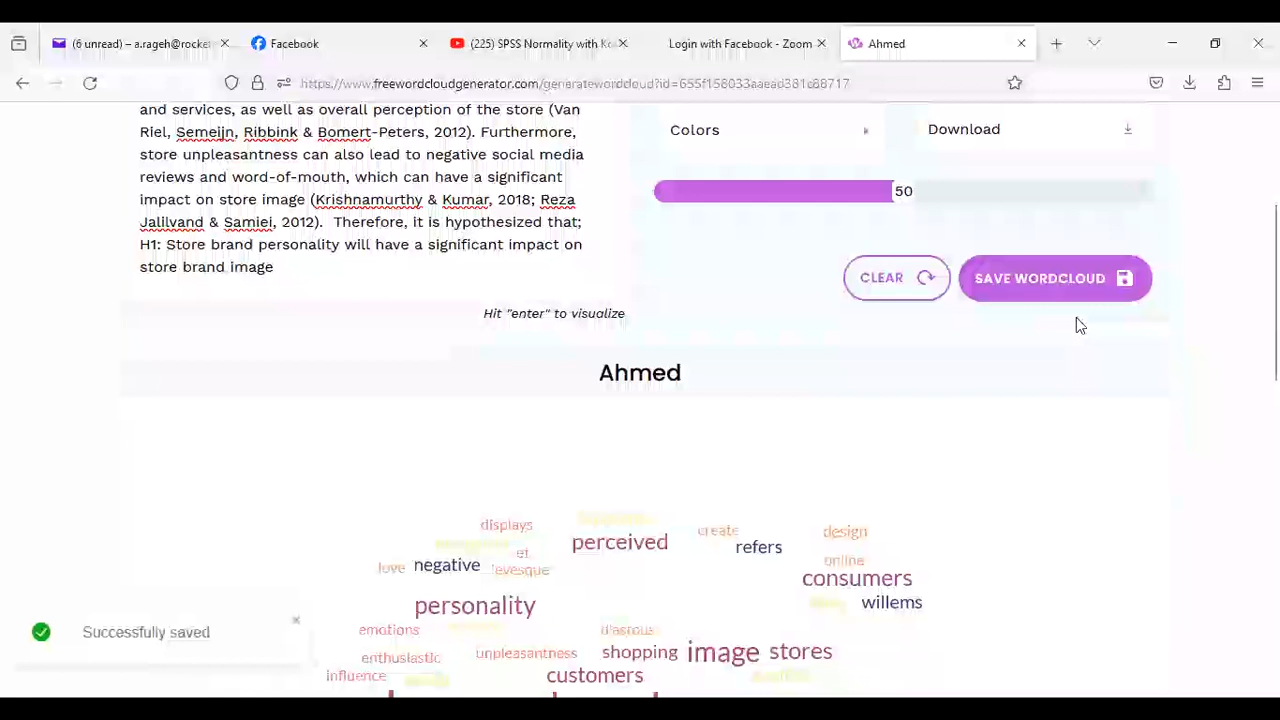 (6 unread) – a.rageh@rocket
Facebook
(225) SPSS Normality with Ko
Login with Facebook - Zoom
Ahmed
https://www.freewordcloudgenerator.com/generatewordcloud?id=
and services, as well as overall perception of the store (Van
Riel, Semeijn, Ribbink & Bomert-Peters, 2012). Furthermore,
store unpleasantness can also lead to negative social media
reviews and word-of-mouth, which can have a significant
impact on store image (Krishnamurthy & Kumar, 2018; Reza
Jalilvand & Samiei, 2012).  Therefore, it is hypothesized that;
H1: Store brand personality will have a significant impact on
store brand image
Colors
Download
50
CLEAR
SAVE WORDCLOUD
Hit "enter" to visualize
Ahmed
displays
create
design
perceived
refers
et
online
love
negative
levesque
consumers
willems
personality
emotions
diastous
enthusiastic
unpleasantness
shopping
image
stores
influence
customers
Successfully saved